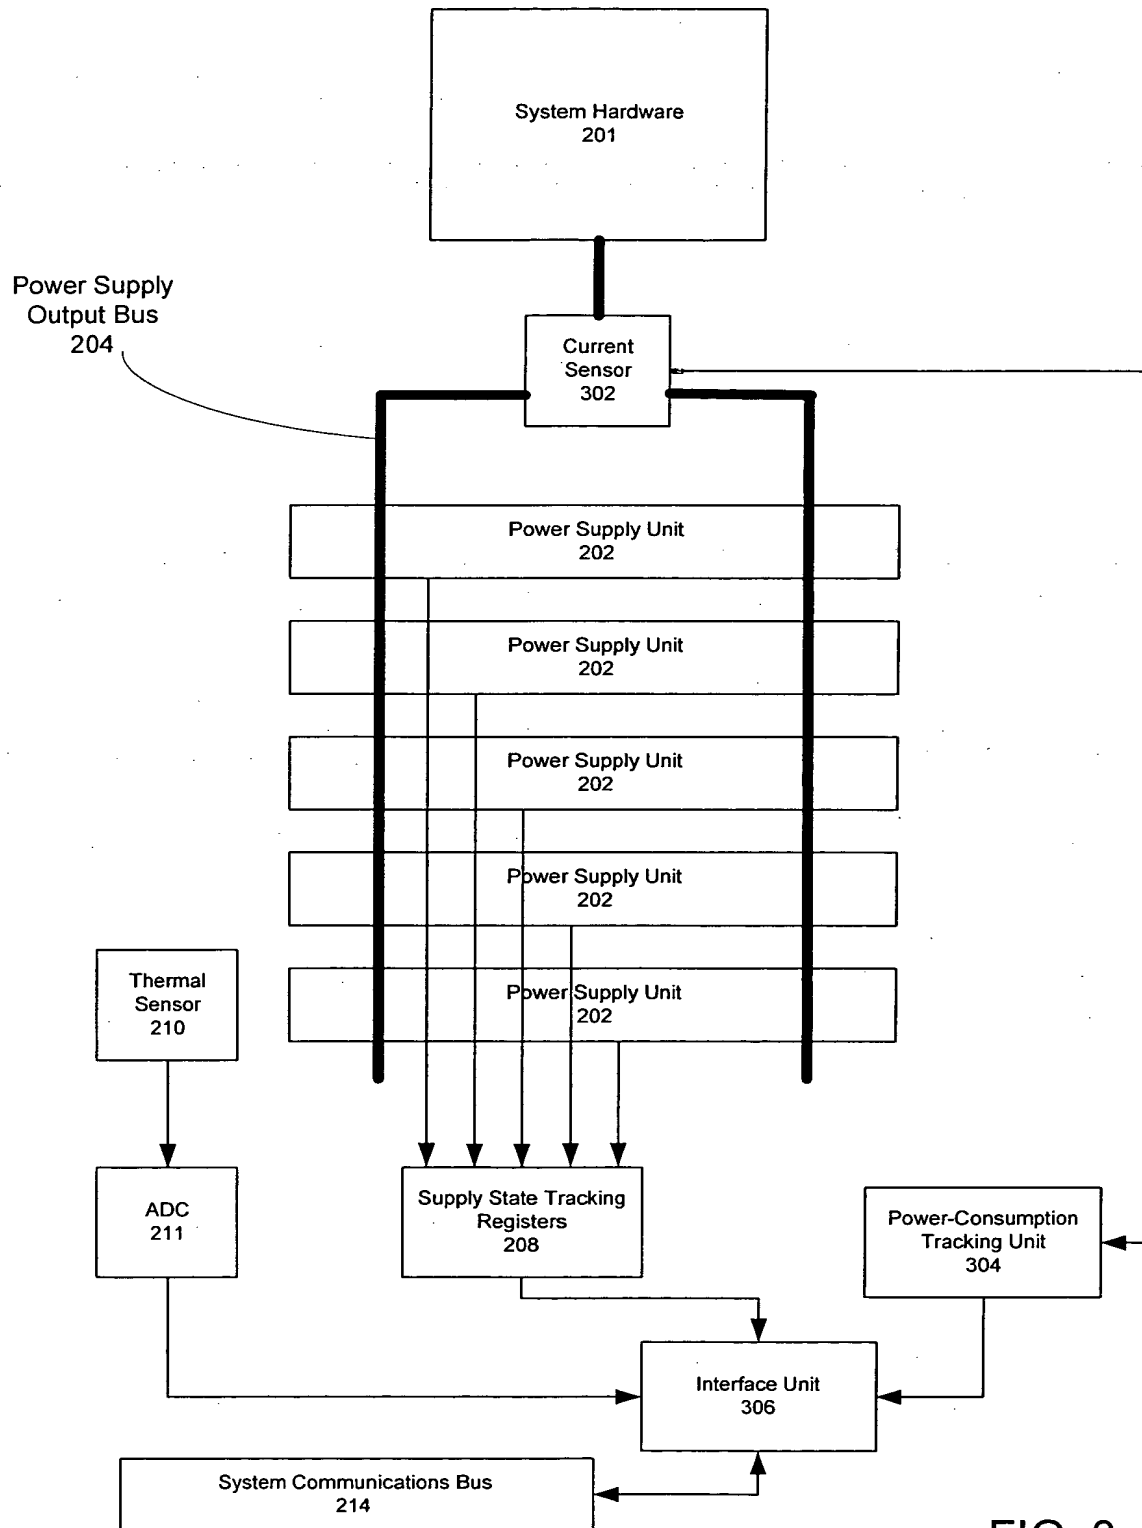 System Hardware
201
Power Supply
Output Bus
204
Current
Sensor
302
Power Supply Unit
202
Power Supply Unit
202
Power Supply Unit
202
Power Supply Unit
202
Power Supply Unit
202
Thermal
Sensor
210
ADC
211
Supply State Tracking
Registers
208
Power-Consumption
Tracking Unit
304
Interface Unit
306
System Communications Bus
214
FIG.